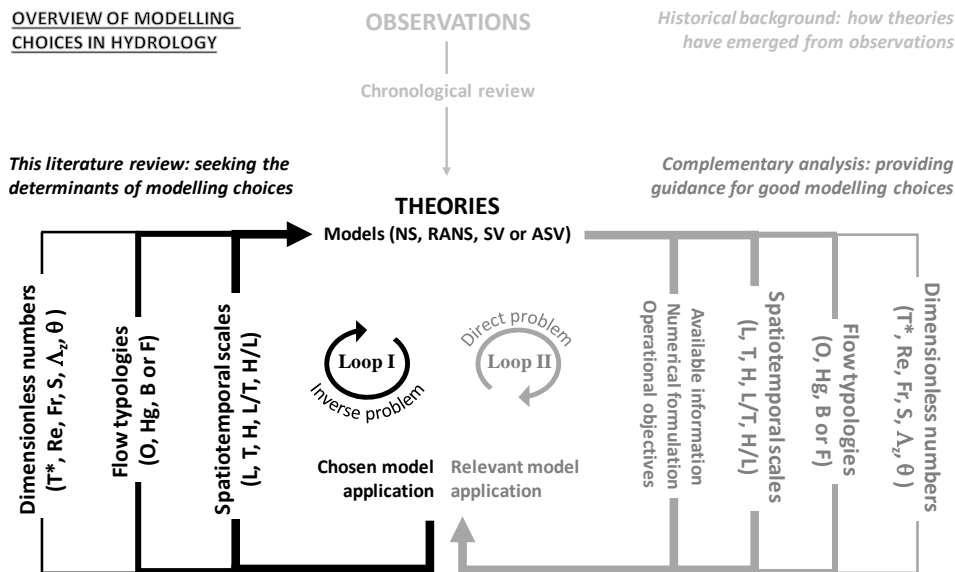 OVERVIEW OF MODELLING
CHOICES IN HYDROLOGY
OBSERVATIONS
Historical background: how theories
have emerged from observations
Chronological review
This literature review: seeking the
determinants of modelling choices
Complementary analysis: providing
guidance for good modelling choices
THEORIES
Models (NS, RANS, SV or ASV)
Dimensionless numbers
(T*, Re, Fr, S, Λz, θ)
Flow typologies
(O, Hg, B or F)
Spatiotemporal scales
(L, T, H, L/T, H/L)
Loop I
Inverse problem
Direct problem
Loop II
Available information
Numerical formulation
Operational objectives
Spatiotemporal scales
(L, T, H, L/T, H/L)
Flow typologies
(O, Hg, B or F)
Dimensionless numbers
(T*, Re, Fr, S, Λz, θ)
Chosen model
application
Relevant model
application